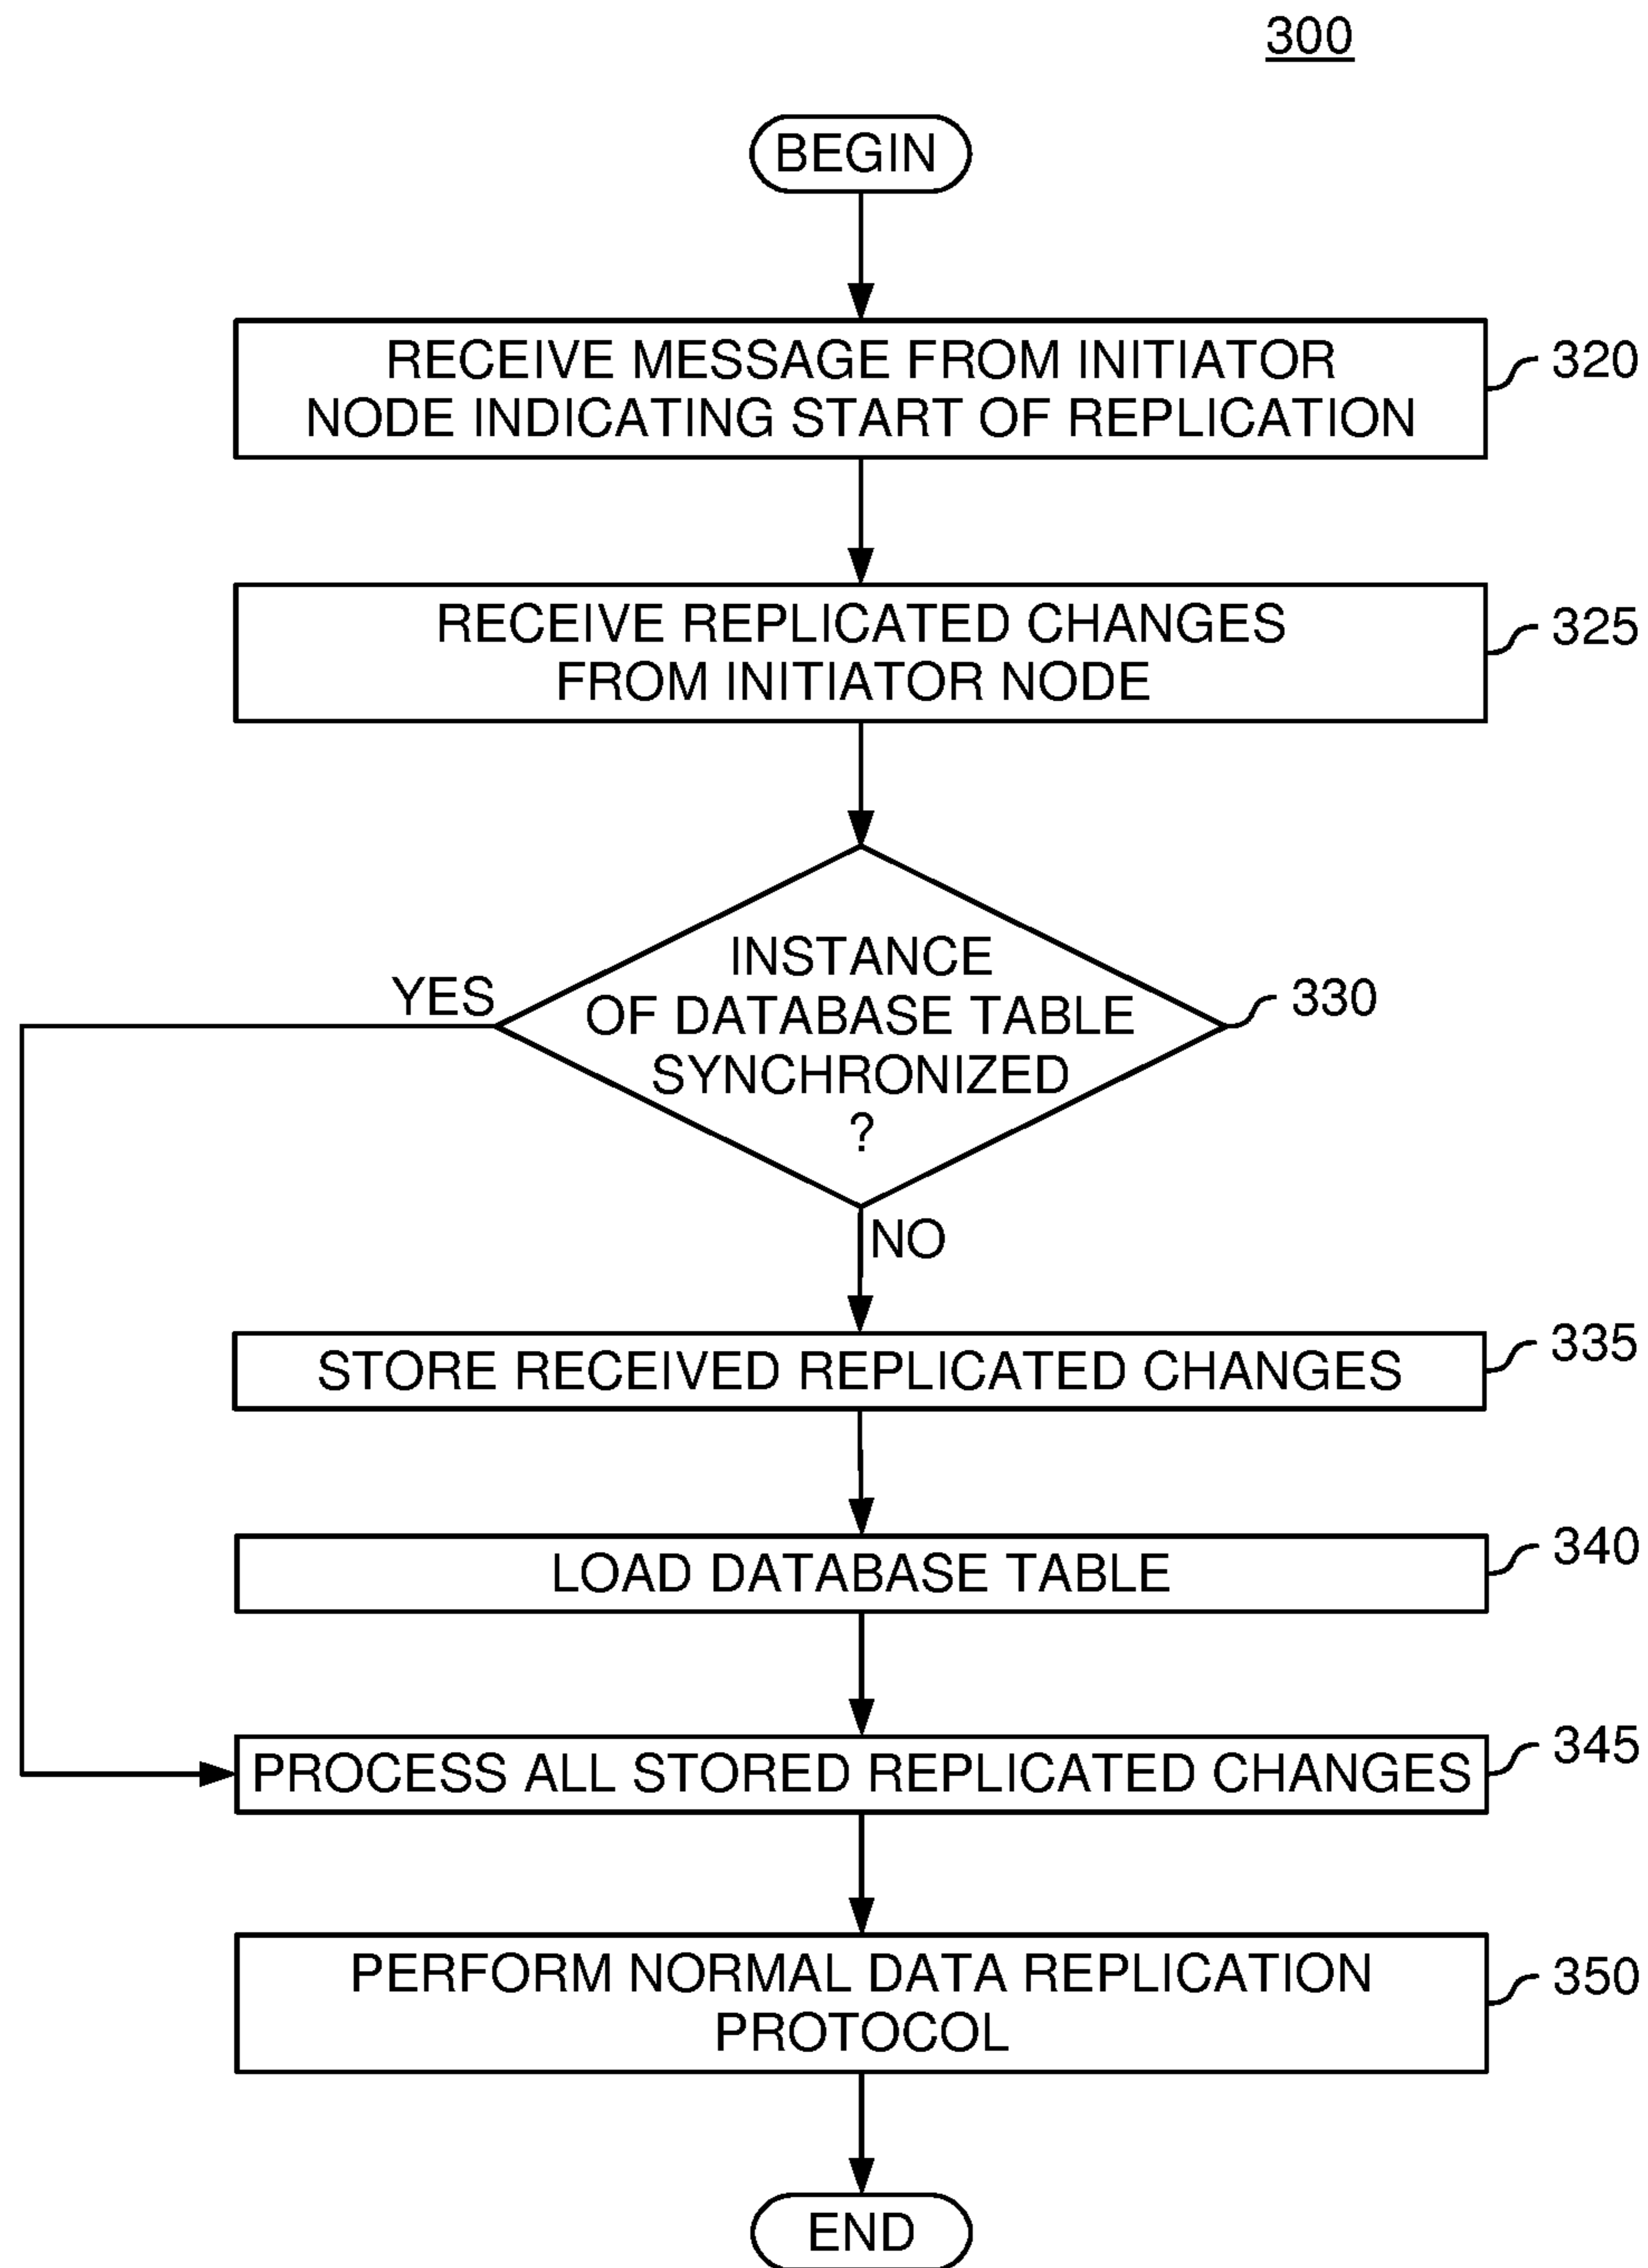 300
BEGIN
RECEIVE MESSAGE FROM INITIATOR
NODE INDICATING START OF REPLICATION
320
RECEIVE REPLICATED CHANGES
FROM INITIATOR NODE
325
YES
INSTANCE
OF DATABASE TABLE
SYNCHRONIZED
?
330
NO
STORE RECEIVED REPLICATED CHANGES
335
LOAD DATABASE TABLE
340
PROCESS ALL STORED REPLICATED CHANGES
345
PERFORM NORMAL DATA REPLICATION
PROTOCOL
350
END